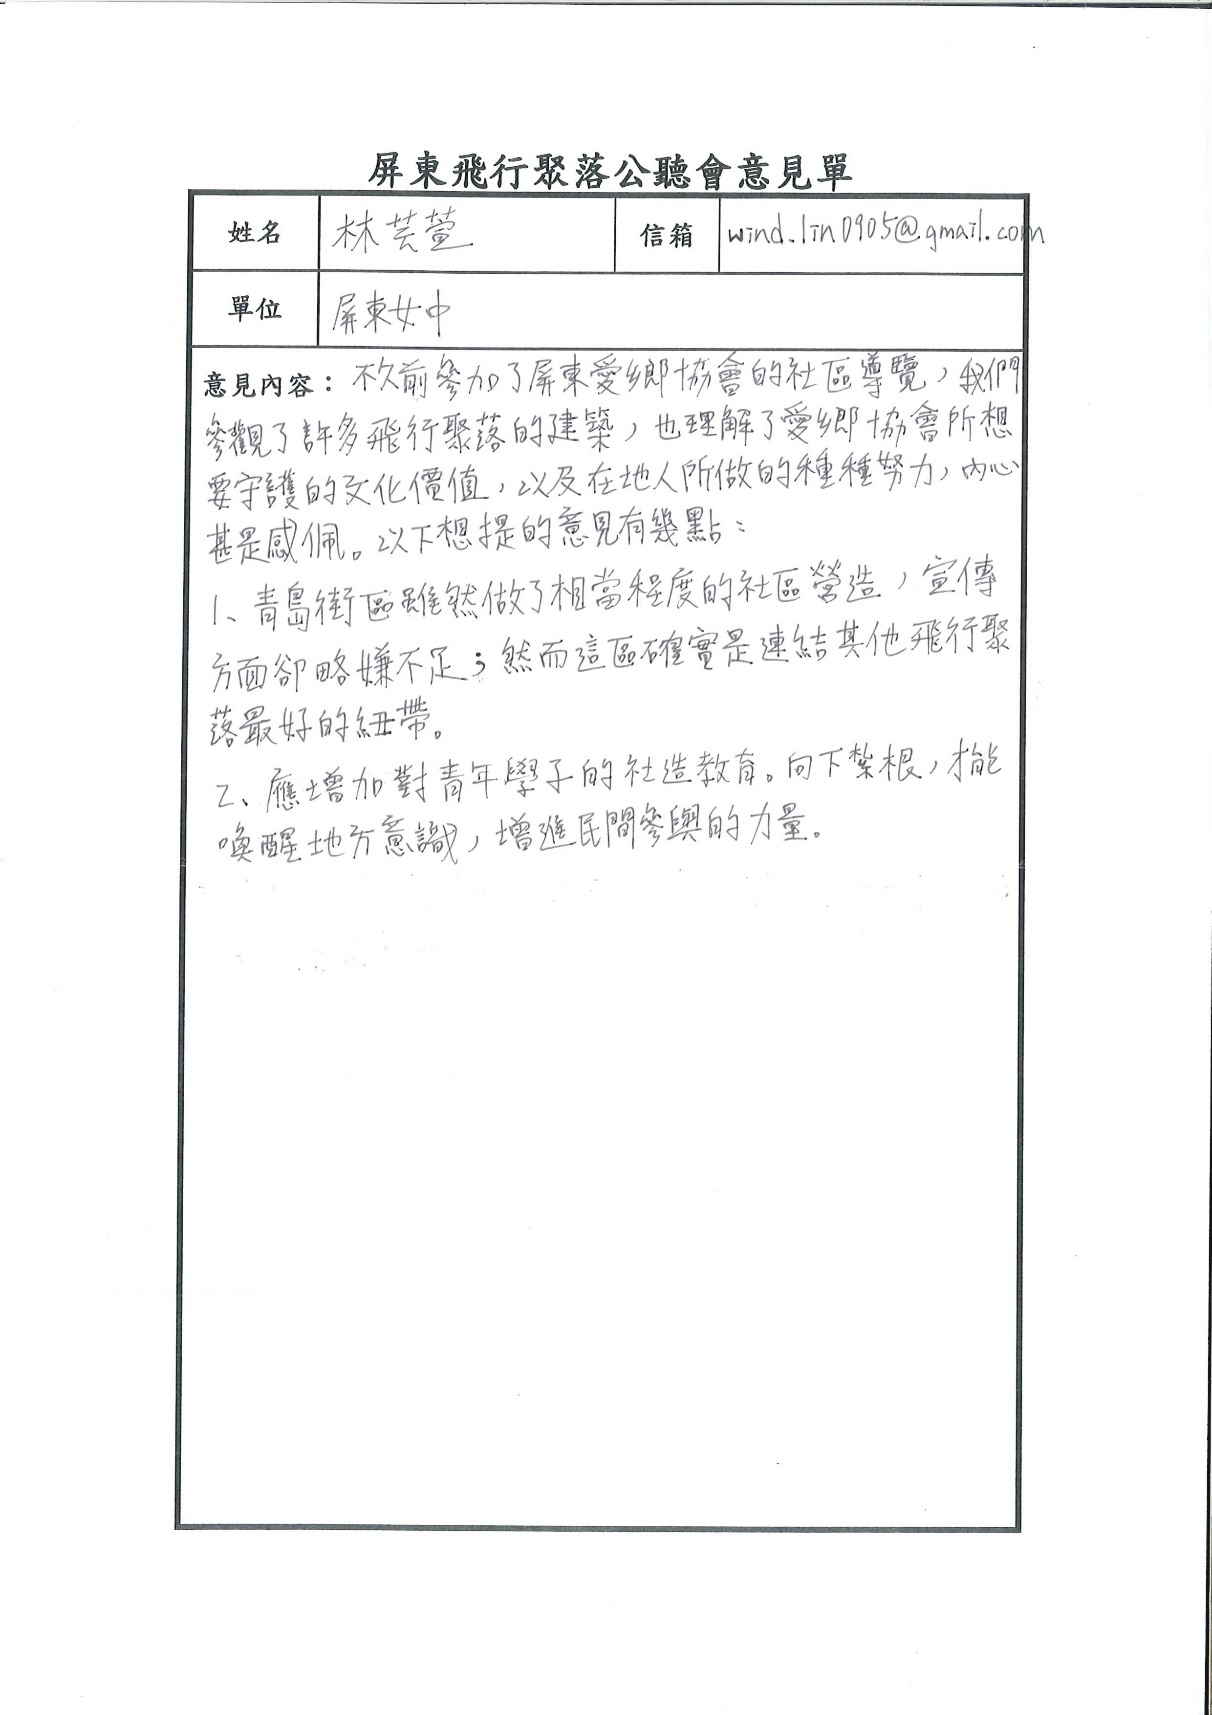 屏東飛行聚落公聽會意見單
姓名 林芸萱 信箱 wind.lin0905@gmail.com
單位 屏東女中
意見內容：不久前參加了屏東愛鄉協會的社區導覽，我們
參觀了許多飛行聚落的建築，也理解了愛鄉協會所想
要守護的文化價值，以及在地人所做的種種努力，內心
甚是感佩。以下想提的意見有幾點：
1、青島街區雖然做了相當程度的社區營造，宣傳
方面卻略嫌不足；然而這區確實是連結其他飛行聚
落最好的紐帶。
2、應增加對青年學子的社造教育。向下紮根，才能
喚醒地方意識，增進民間參與的力量。